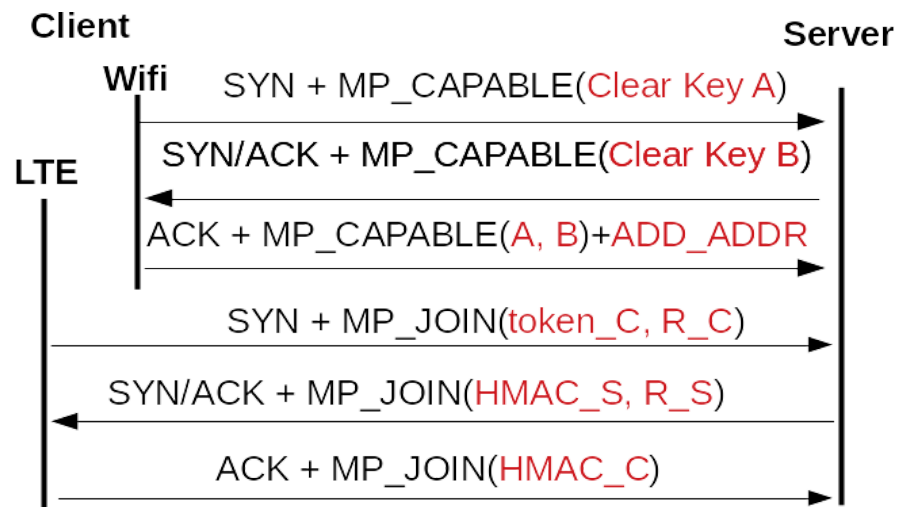 Client
Server
Wifi
SYN + MP_CAPABLE(Clear Key A)
SYN/ACK + MP_CAPABLE(Clear Key B)
LTE
ACK + MP_CAPABLE(A, B)+ADD_ADDR
SYN + MP_JOIN(token_C, R_C)
SYN/ACK + MP_JOIN(HMAC_S, R_S)
ACK + MP_JOIN(HMAC_C)